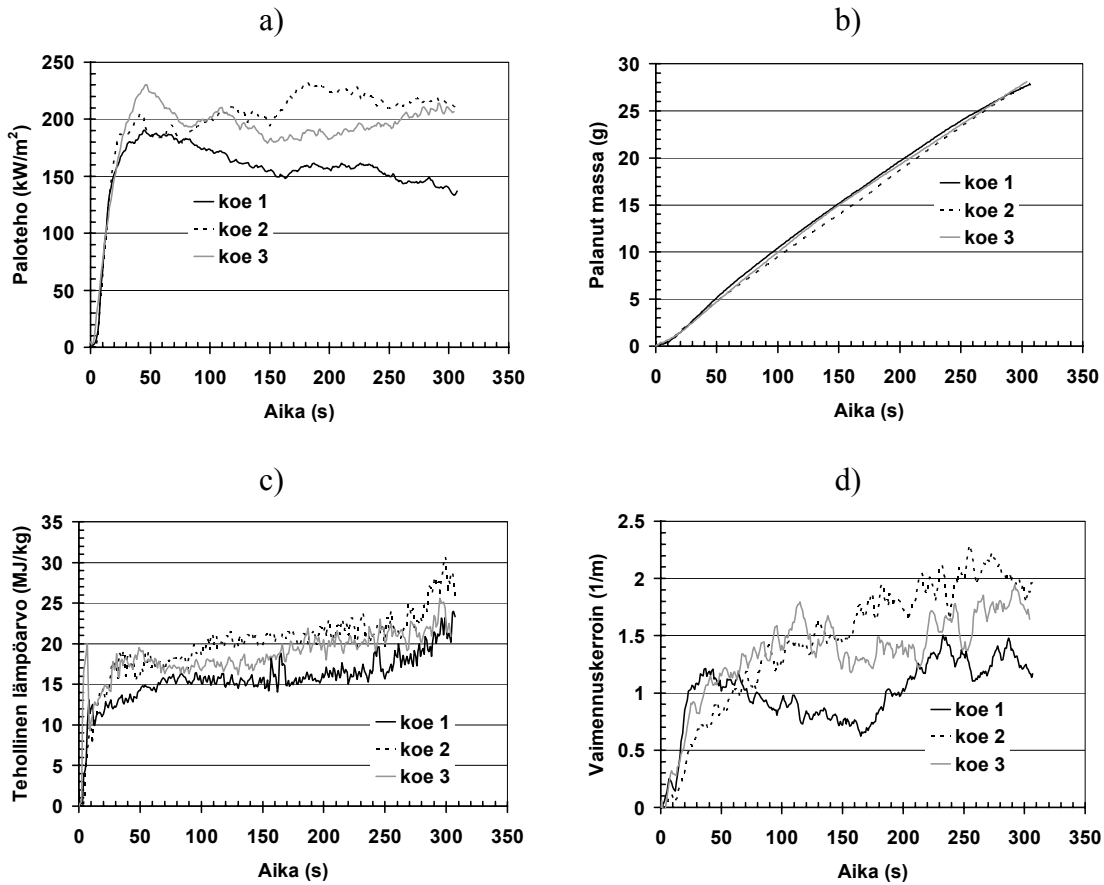 a)
Paloteho (kW/m²)
250
200
150
100
50
0
koe 1
koe 2
koe 3
0 50 100 150 200 250 300 350
Aika (s)
b)
Palanut massa (g)
30
25
20
15
10
5
0
koe 1
koe 2
koe 3
0 50 100 150 200 250 300 350
Aika (s)
c)
Tehollinen lämpöarvo (MJ/kg)
35
30
25
20
15
10
5
0
koe 1
koe 2
koe 3
0 50 100 150 200 250 300 350
Aika (s)
d)
Vaimennuskerroin (1/m)
2.5
2
1.5
1
0.5
0
koe 1
koe 2
koe 3
0 50 100 150 200 250 300 350
Aika (s)